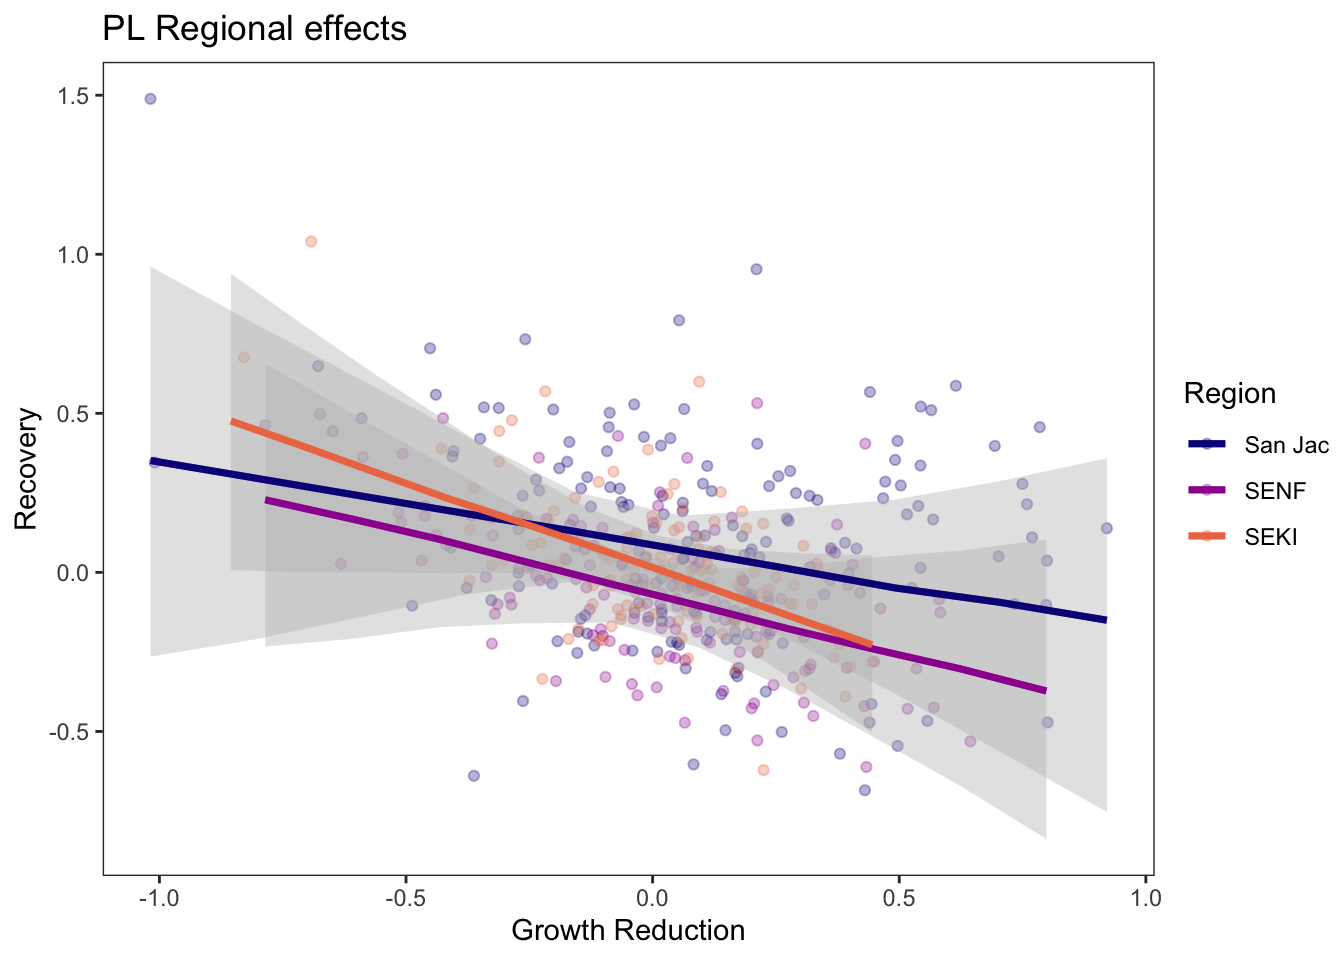 PL Regional effects
1.5
1.0
0.5
0.0
-0.5
Recovery
-1.0
-0.5
0.0
0.5
1.0
Growth Reduction
Region
San Jac
SENF
SEKI